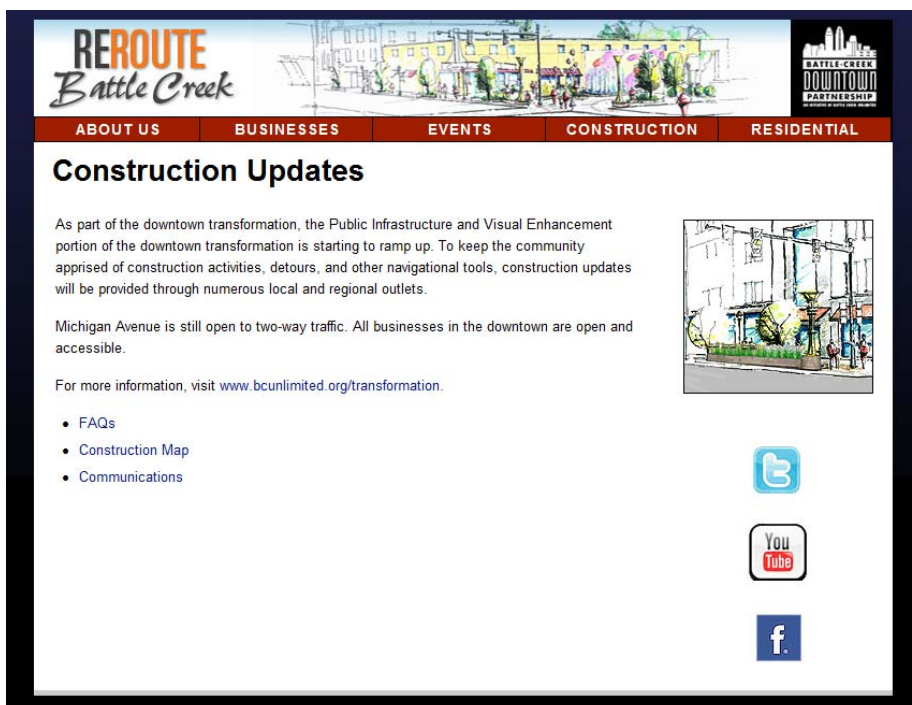 REROUTE
Battle Creek
BATTLE-CREEK
DOWNTOWN
PARTNERSHIP
ABOUT US BUSINESSES EVENTS CONSTRUCTION RESIDENTIAL
Construction Updates
As part of the downtown transformation, the Public Infrastructure and Visual Enhancement
portion of the downtown transformation is starting to ramp up. To keep the community
apprised of construction activities, detours, and other navigational tools, construction updates
will be provided through numerous local and regional outlets.
Michigan Avenue is still open to two-way traffic. All businesses in the downtown are open and
accessible.
For more information, visit www.bcunlimited.org/transformation.
• FAQs
• Construction Map
• Communications
t
You
Tube
f.